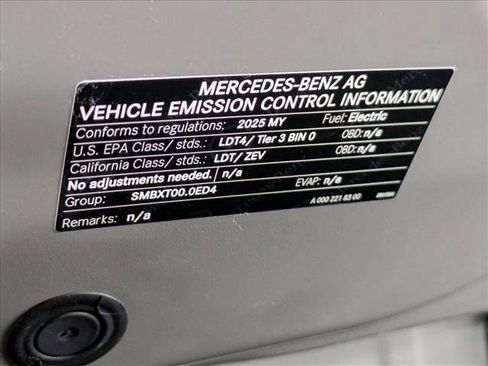 MERCEDES-BENZ AG
VEHICLE EMISSION CONTROL INFORMATION
Conforms to regulations: 2025 MY Fuel: Electric
U.S. EPA Class/ stds.: LDT4/ Tier 3 BIN 0 OBD: n/a
California Class/ stds.: LDT/ ZEV OBD: n/a
No adjustments needed. n/a
Group: SMBXT00.0ED4 EVAP: n/a
Remarks: n/a A 000 221 83 00